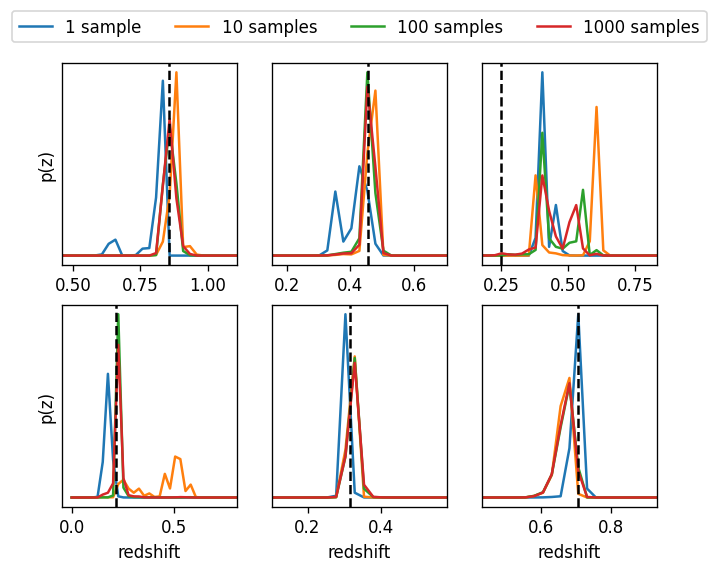 1 sample 10 samples 100 samples 1000 samples
p(z)
0.50 0.75 1.00
0.2 0.4 0.6
0.25 0.50 0.75
p(z)
0.0 0.5
0.2 0.4
0.6 0.8
redshift redshift redshift